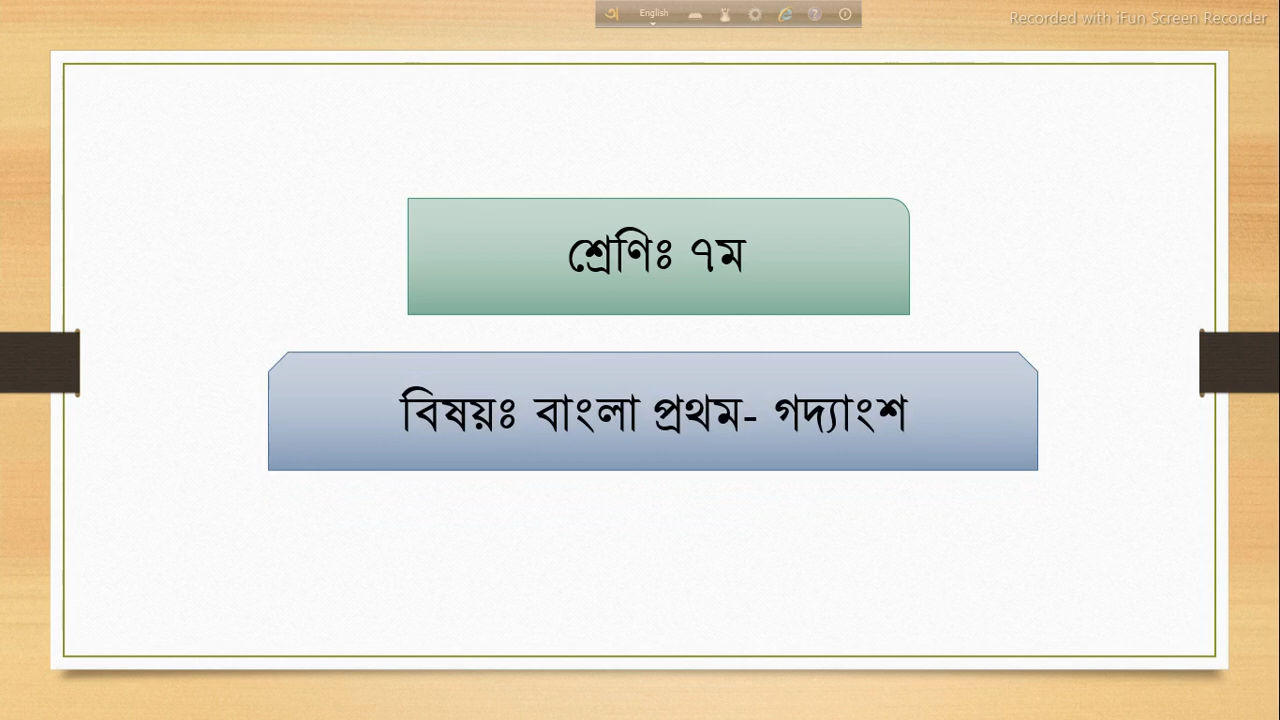 English
Recorded with iFun Screen Recorder
শ্রেণিঃ ৭ম
বিষয়ঃ বাংলা প্রথম- গদ্যাংশ